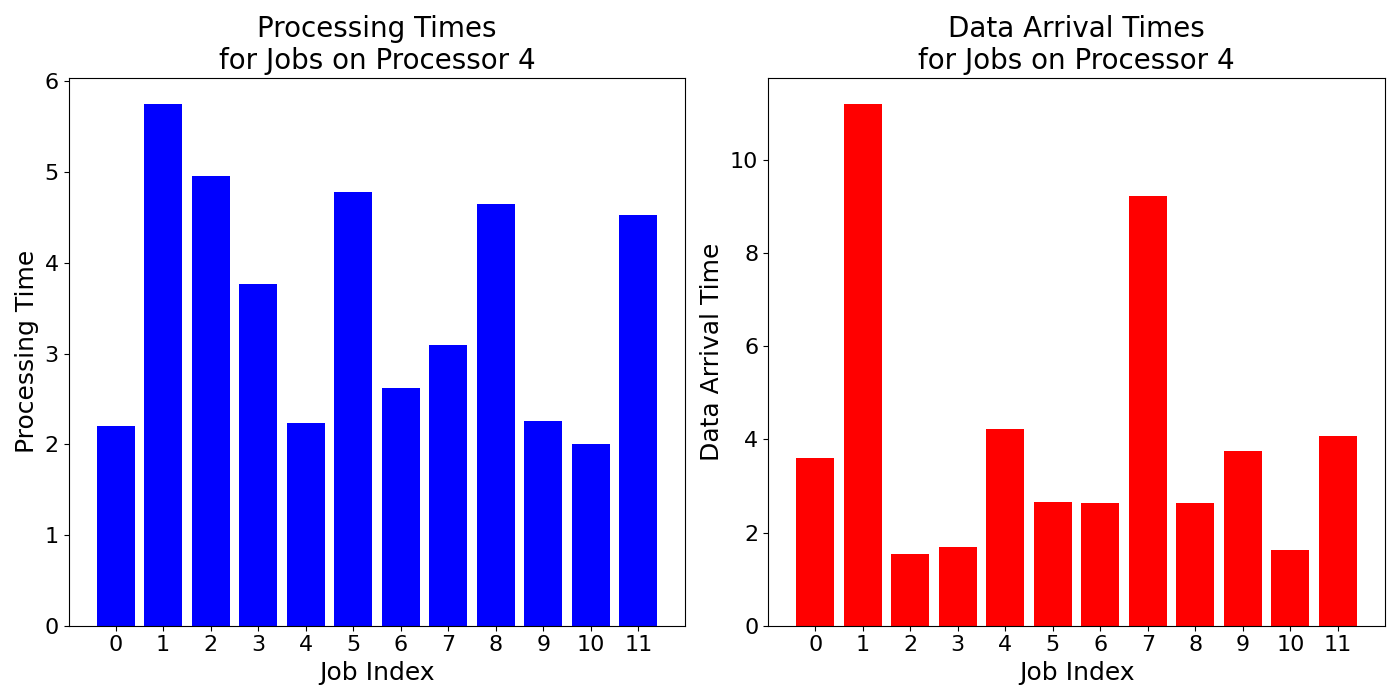 Processing Times
for Jobs on Processor 4
6
5
4
3
2
1
0
Processing Time
0 1 2 3 4 5 6 7 8 9 10 11
Job Index
Data Arrival Times
for Jobs on Processor 4
10
8
6
4
2
0
Data Arrival Time
0 1 2 3 4 5 6 7 8 9 10 11
Job Index